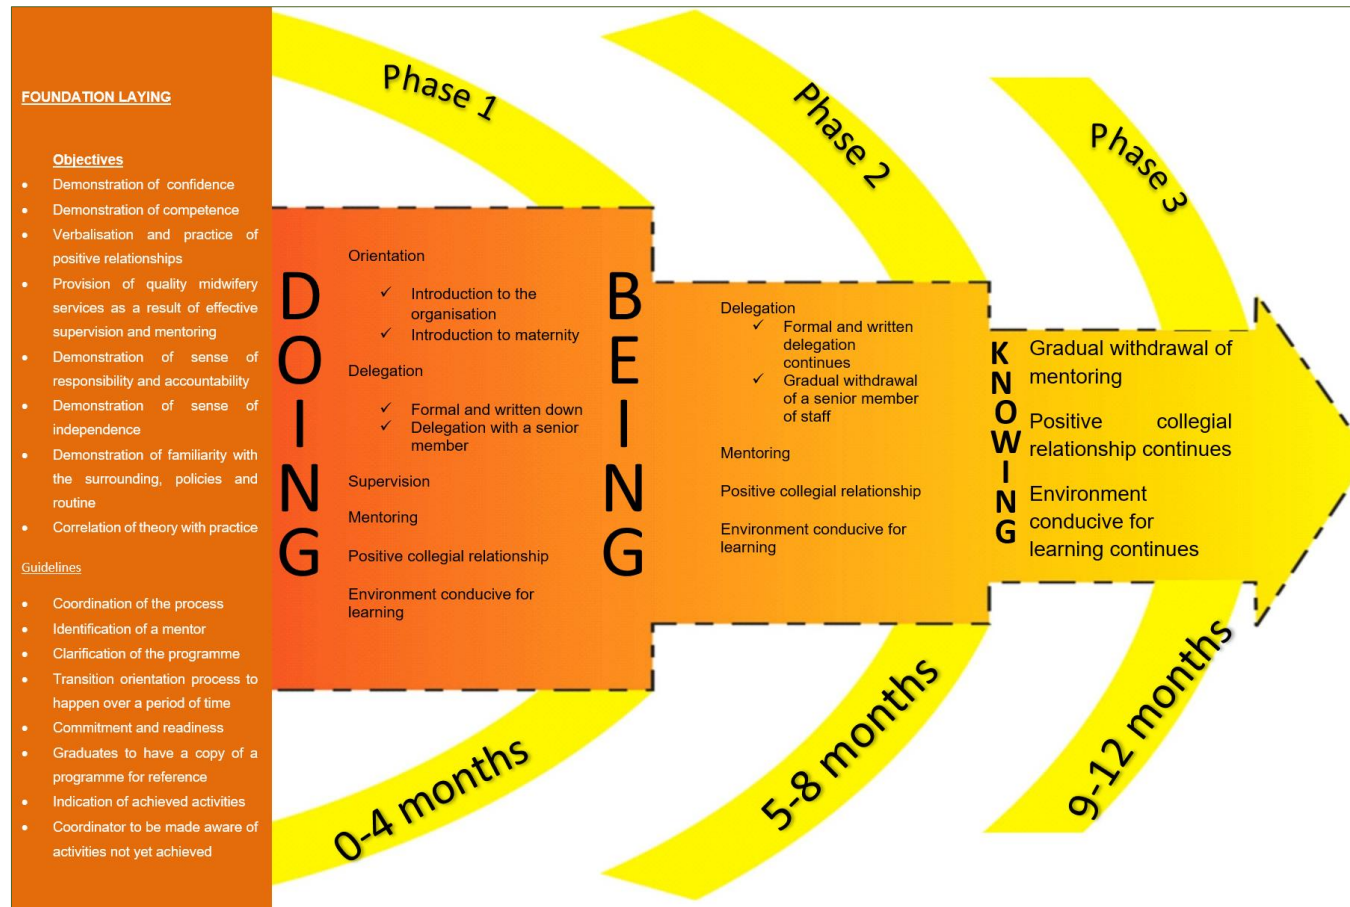 FOUNDATION LAYING
Objectives
• Demonstration of confidence
• Demonstration of competence
• Verbalisation and practice of
positive relationships
• Provision of quality midwifery
services as a result of effective
supervision and mentoring
• Demonstration of sense of
responsibility and accountability
• Demonstration of sense of
independence
• Demonstration of familiarity with
the surrounding, policies and
routine
• Correlation of theory with practice
Guidelines
• Coordination of the process
• Identification of a mentor
• Clarification of the programme
• Transition orientation process to
happen over a period of time
• Commitment and readiness
• Graduates to have a copy of a
programme for reference
• Indication of achieved activities
• Coordinator to be made aware of
activities not yet achieved
Phase 1
DOING
Orientation
✓ Introduction to the
organisation
✓ Introduction to maternity
Delegation
✓ Formal and written down
✓ Delegation with a senior
member
Supervision
Mentoring
Positive collegial relationship
Environment conducive for
learning
0-4 months
Phase 2
BEING
Delegation
✓ Formal and written
delegation
continues
✓ Gradual withdrawal
of a senior member
of staff
Mentoring
Positive collegial relationship
Environment conducive for
learning
5-8 months
Phase 3
KNOWING
Gradual withdrawal of
mentoring
Positive collegial
relationship continues
Environment
conducive for
learning continues
9-12 months